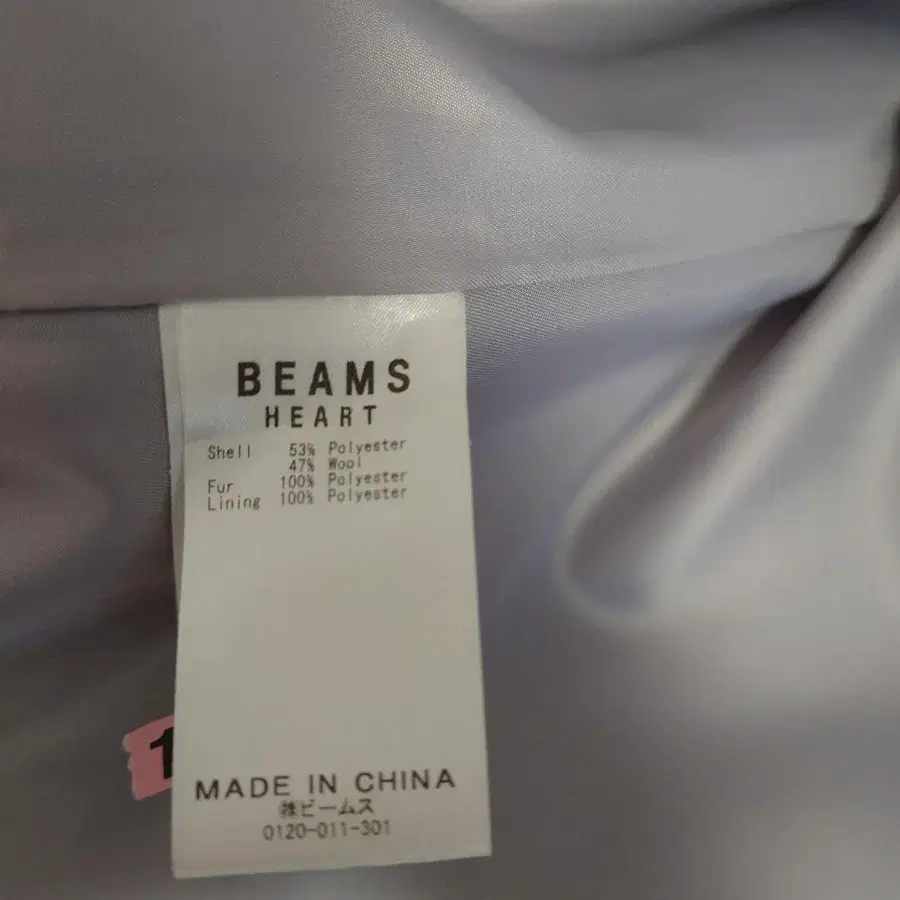 BEAMS
HEART
Shell 53% Polyester
47% Wool
Fur 100% Polyester
Lining 100% Polyester
1
MADE IN CHINA
㈱ビームス
0120-011-301